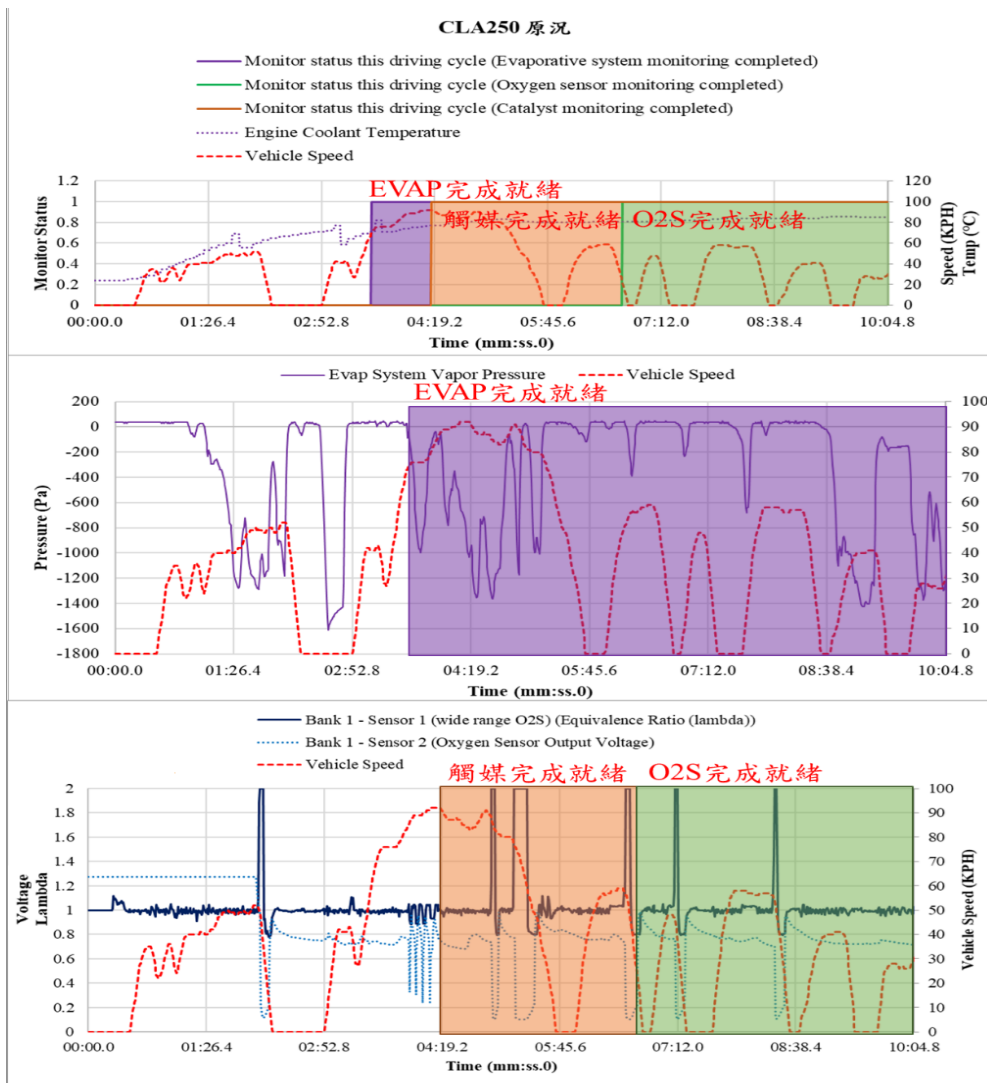 CLA250 原況
Monitor status this driving cycle (Evaporative system monitoring completed)
Monitor status this driving cycle (Oxygen sensor monitoring completed)
Monitor status this driving cycle (Catalyst monitoring completed)
Engine Coolant Temperature
Vehicle Speed
EVAP完成就緒
觸媒完成就緒 O2S完成就緒
Monitor Status
1.2
1
0.8
0.6
0.4
0.2
0
120
100
80
60
40
20
0
Speed (KPH)
Temp (°C)
00:00.0 01:26.4 02:52.8 04:19.2 05:45.6 07:12.0 08:38.4 10:04.8
Time (mm:ss.0)
Evap System Vapor Pressure Vehicle Speed
EVAP完成就緒
Pressure (Pa)
200
0
-200
-400
-600
-800
-1000
-1200
-1400
-1600
-1800
100
90
80
70
60
50
40
30
20
10
0
00:00.0 01:26.4 02:52.8 04:19.2 05:45.6 07:12.0 08:38.4 10:04.8
Time (mm:ss.0)
Bank 1 - Sensor 1 (wide range O2S) (Equivalence Ratio (lambda))
Bank 1 - Sensor 2 (Oxygen Sensor Output Voltage)
Vehicle Speed
觸媒完成就緒 O2S完成就緒
Voltage
Lambda
2
1.8
1.6
1.4
1.2
1
0.8
0.6
0.4
0.2
0
100
90
80
70
60
50
40
30
20
10
0
Vehicle Speed (KPH)
00:00.0 01:26.4 02:52.8 04:19.2 05:45.6 07:12.0 08:38.4 10:04.8
Time (mm:ss.0)